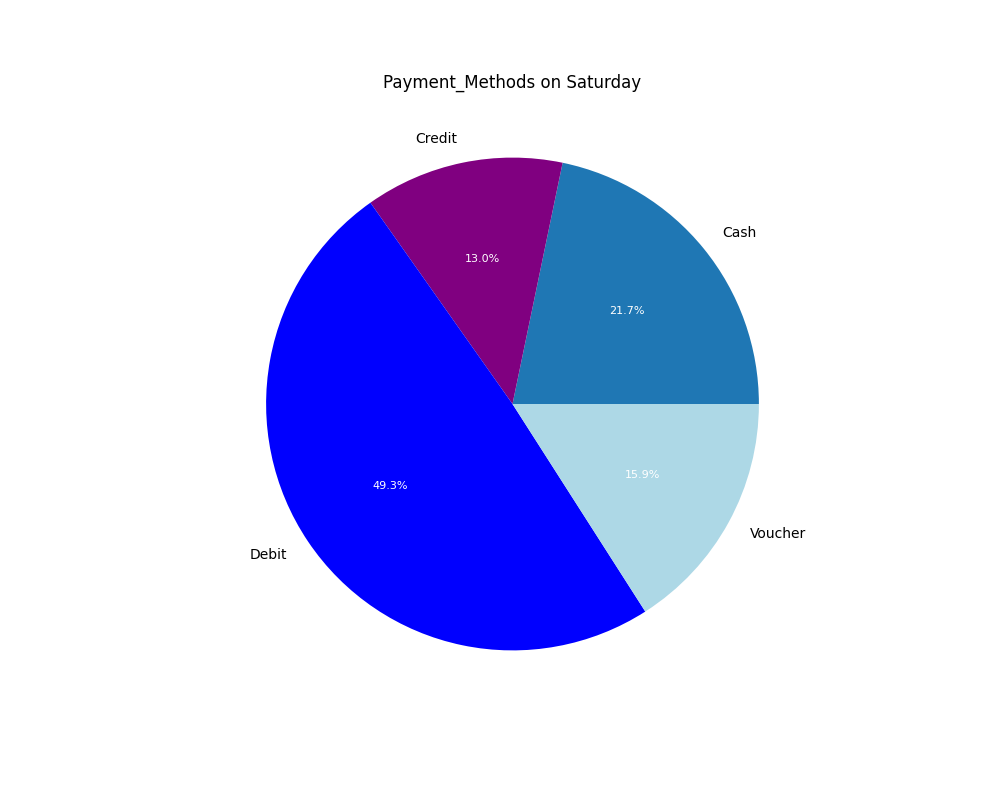 Payment_Methods on Saturday
Credit
Cash
13.0%
21.7%
15.9%
49.3%
Voucher
Debit